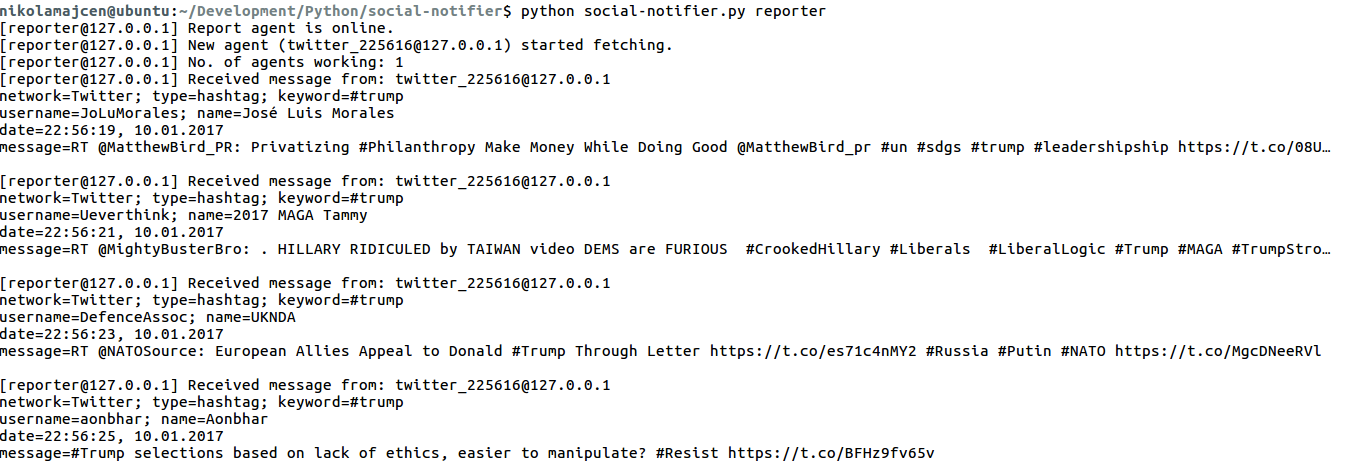 nikolamajcen@ubuntu:~/Development/Python/social-notifier$ python social-notifier.py reporter
[reporter@127.0.0.1] Report agent is online.
[reporter@127.0.0.1] New agent (twitter_225616@127.0.0.1) started fetching.
[reporter@127.0.0.1] No. of agents working: 1
[reporter@127.0.0.1] Received message from: twitter_225616@127.0.0.1
network=Twitter; type=hashtag; keyword=#trump
username=JoLuMorales; name=José Luis Morales
date=22:56:19, 10.01.2017
message=RT @MatthewBird_PR: Privatizing #Philanthropy Make Money While Doing Good @MatthewBird_pr #un #sdgs #trump #leadershipship https://t.co/08U…

[reporter@127.0.0.1] Received message from: twitter_225616@127.0.0.1
network=Twitter; type=hashtag; keyword=#trump
username=Ueverthink; name=2017 MAGA Tammy
date=22:56:21, 10.01.2017
message=RT @MightyBusterBro: . HILLARY RIDICULED by TAIWAN video DEMS are FURIOUS  #CrookedHillary #Liberals  #LiberalLogic #Trump #MAGA #TrumpStro…

[reporter@127.0.0.1] Received message from: twitter_225616@127.0.0.1
network=Twitter; type=hashtag; keyword=#trump
username=DefenceAssoc; name=UKNDA
date=22:56:23, 10.01.2017
message=RT @NATOSource: European Allies Appeal to Donald #Trump Through Letter https://t.co/es71c4nMY2 #Russia #Putin #NATO https://t.co/MgcDNeeRVl

[reporter@127.0.0.1] Received message from: twitter_225616@127.0.0.1
network=Twitter; type=hashtag; keyword=#trump
username=aonbhar; name=Aonbhar
date=22:56:25, 10.01.2017
message=#Trump selections based on lack of ethics, easier to manipulate? #Resist https://t.co/BFHz9fv65v